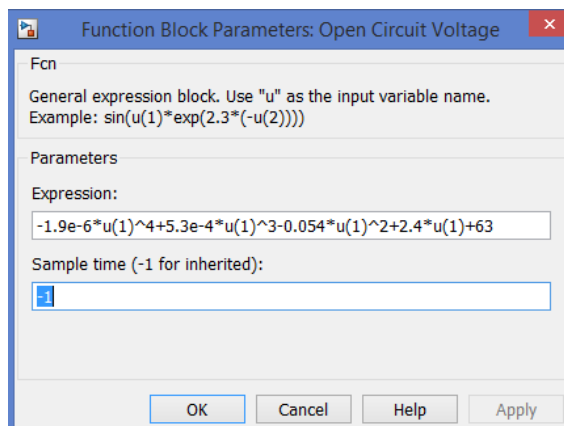 Function Block Parameters: Open Circuit Voltage
Fcn
General expression block. Use "u" as the input variable name.
Example: sin(u(1)*exp(2.3*(-u(2))))
Parameters
Expression:
-1.9e-6*u(1)^4+5.3e-4*u(1)^3-0.054*u(1)^2+2.4*u(1)+63
Sample time (-1 for inherited):
-1
OK Cancel Help Apply